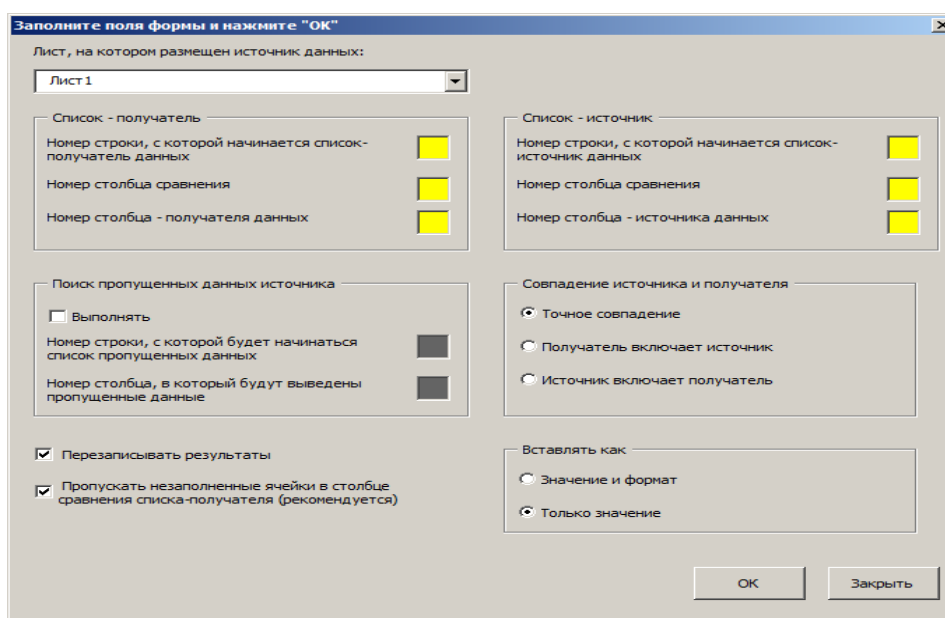 Заполните поля формы и нажмите "ОК"
Лист, на котором размещен источник данных:
Лист1
Список - получатель
Номер строки, с которой начинается список-
получатель данных
Номер столбца сравнения
Номер столбца - получателя данных
Список - источник
Номер строки, с которой начинается список-
источник данных
Номер столбца сравнения
Номер столбца - источника данных
Поиск пропущенных данных источника
Выполнять
Номер строки, с которой будет начинаться
список пропущенных данных
Номер столбца, в который будут выведены
пропущенные данные
Совпадение источника и получателя
Точное совпадение
Получатель включает источник
Источник включает получатель
Перезаписывать результаты
Пропускать незаполненные ячейки в столбце
сравнения списка-получателя (рекомендуется)
Вставлять как
Значение и формат
Только значение
ОК
Закрыть